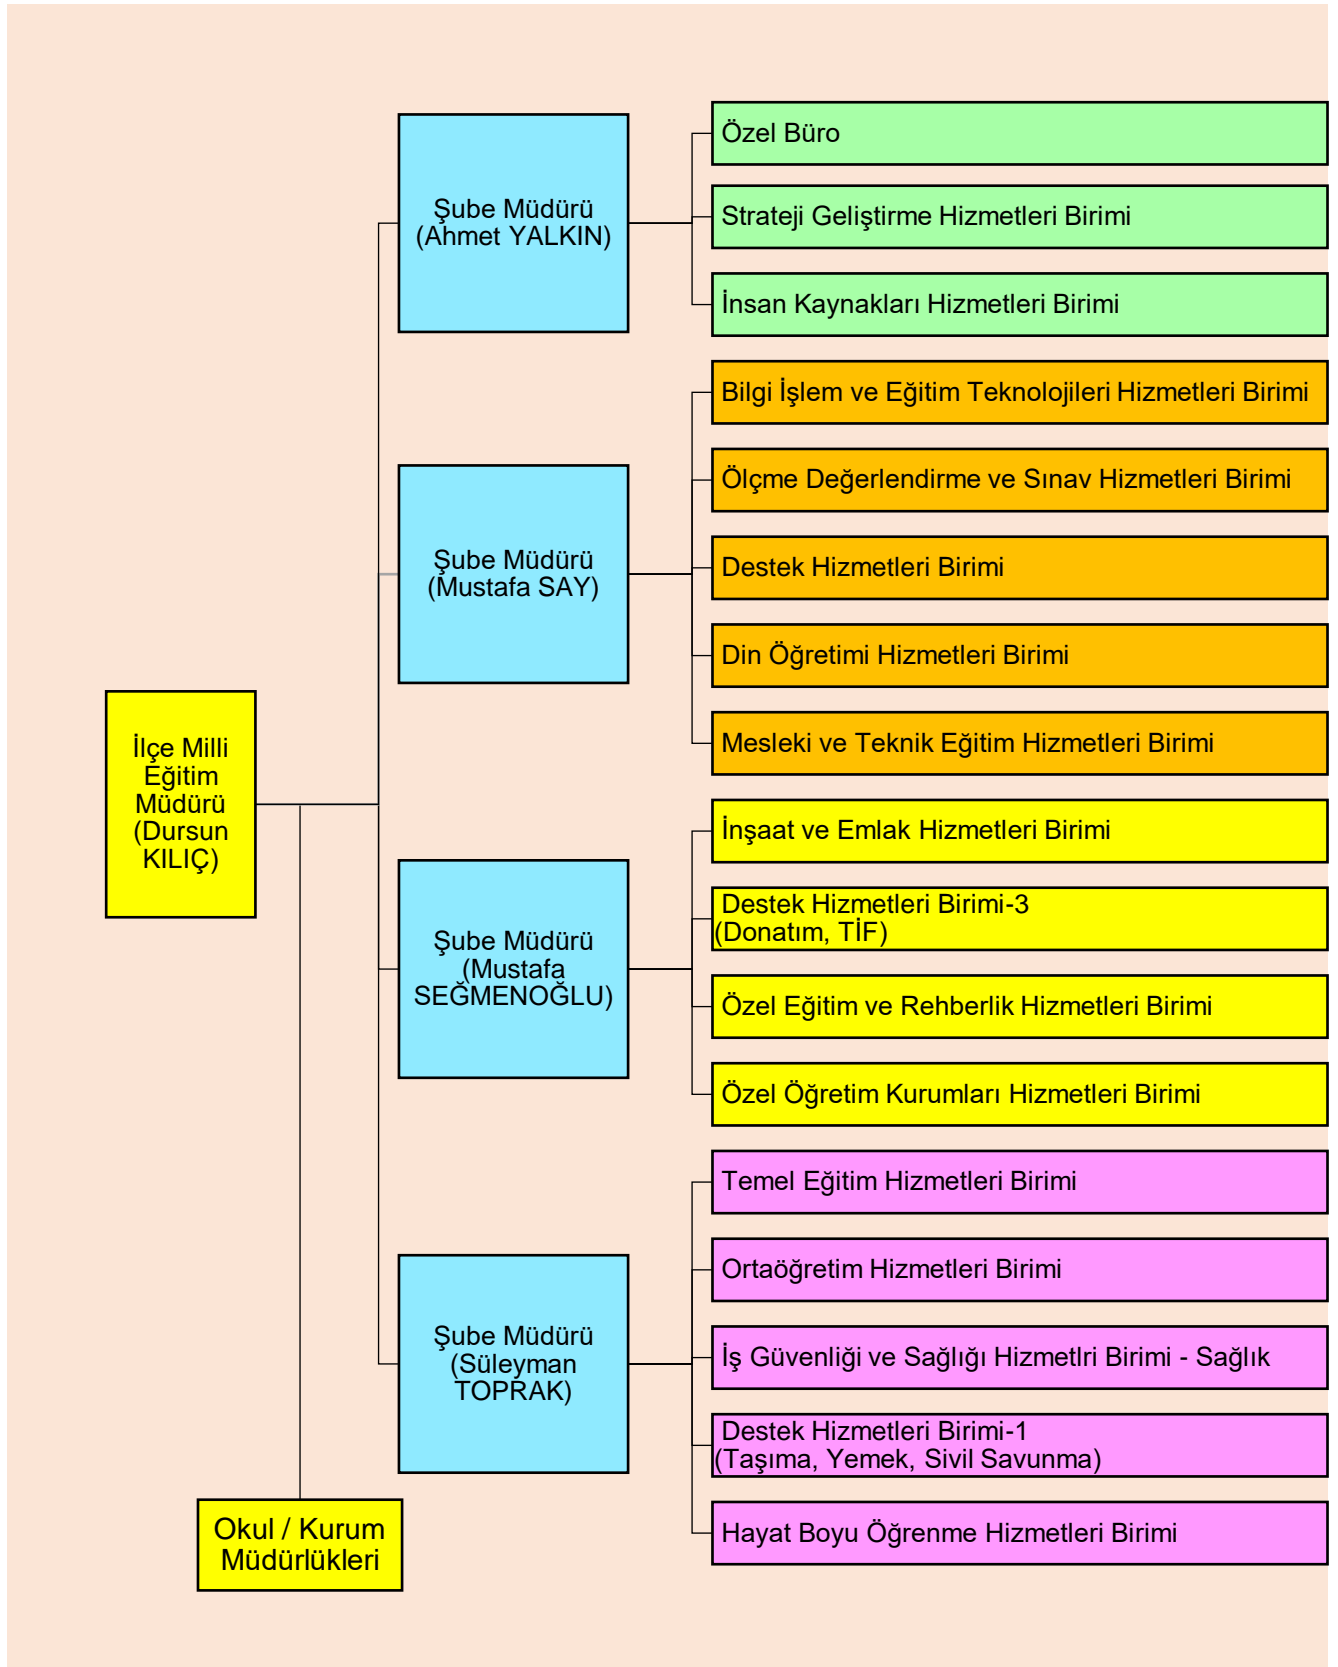 İlçe Milli
Eğitim
Müdürü
(Dursun
KILIÇ)
Okul / Kurum
Müdürlükleri
Şube Müdürü
(Ahmet YALKIN)
Özel Büro
Strateji Geliştirme Hizmetleri Birimi
İnsan Kaynakları Hizmetleri Birimi
Şube Müdürü
(Mustafa SAY)
Bilgi İşlem ve Eğitim Teknolojileri Hizmetleri Birimi
Ölçme Değerlendirme ve Sınav Hizmetleri Birimi
Destek Hizmetleri Birimi
Din Öğretimi Hizmetleri Birimi
Mesleki ve Teknik Eğitim Hizmetleri Birimi
Şube Müdürü
(Mustafa
SEĞMENOĞLU)
İnşaat ve Emlak Hizmetleri Birimi
Destek Hizmetleri Birimi-3
(Donatım, TİF)
Özel Eğitim ve Rehberlik Hizmetleri Birimi
Özel Öğretim Kurumları Hizmetleri Birimi
Şube Müdürü
(Süleyman
TOPRAK)
Temel Eğitim Hizmetleri Birimi
Ortaöğretim Hizmetleri Birimi
İş Güvenliği ve Sağlığı Hizmetlri Birimi - Sağlık
Destek Hizmetleri Birimi-1
(Taşıma, Yemek, Sivil Savunma)
Hayat Boyu Öğrenme Hizmetleri Birimi